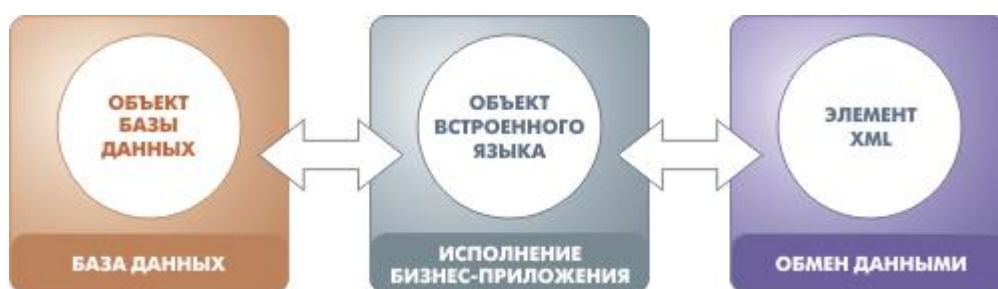 ОБЪЕКТ
БАЗЫ
ДАННЫХ
БАЗА ДАННЫХ
ОБЪЕКТ
ВСТРОЕННОГО
ЯЗЫКА
ИСПОЛНЕНИЕ
БИЗНЕС-ПРИЛОЖЕНИЯ
ЭЛЕМЕНТ
XML
ОБМЕН ДАННЫМИ